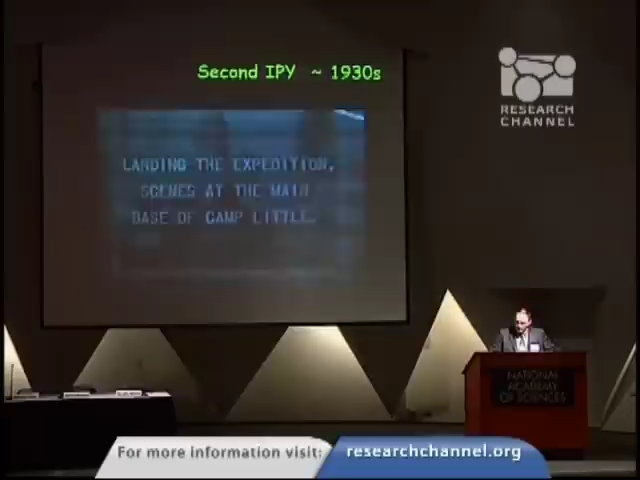 Second IPY ~ 1930s
LANDING THE EXPEDITION,
SCENES AT THE MAIN
BASE OF CAMP LITTLE.
RESEARCH
CHANNEL
NATIONAL
ACADEMY
OF SCIENCES
For more information visit: researchchannel.org